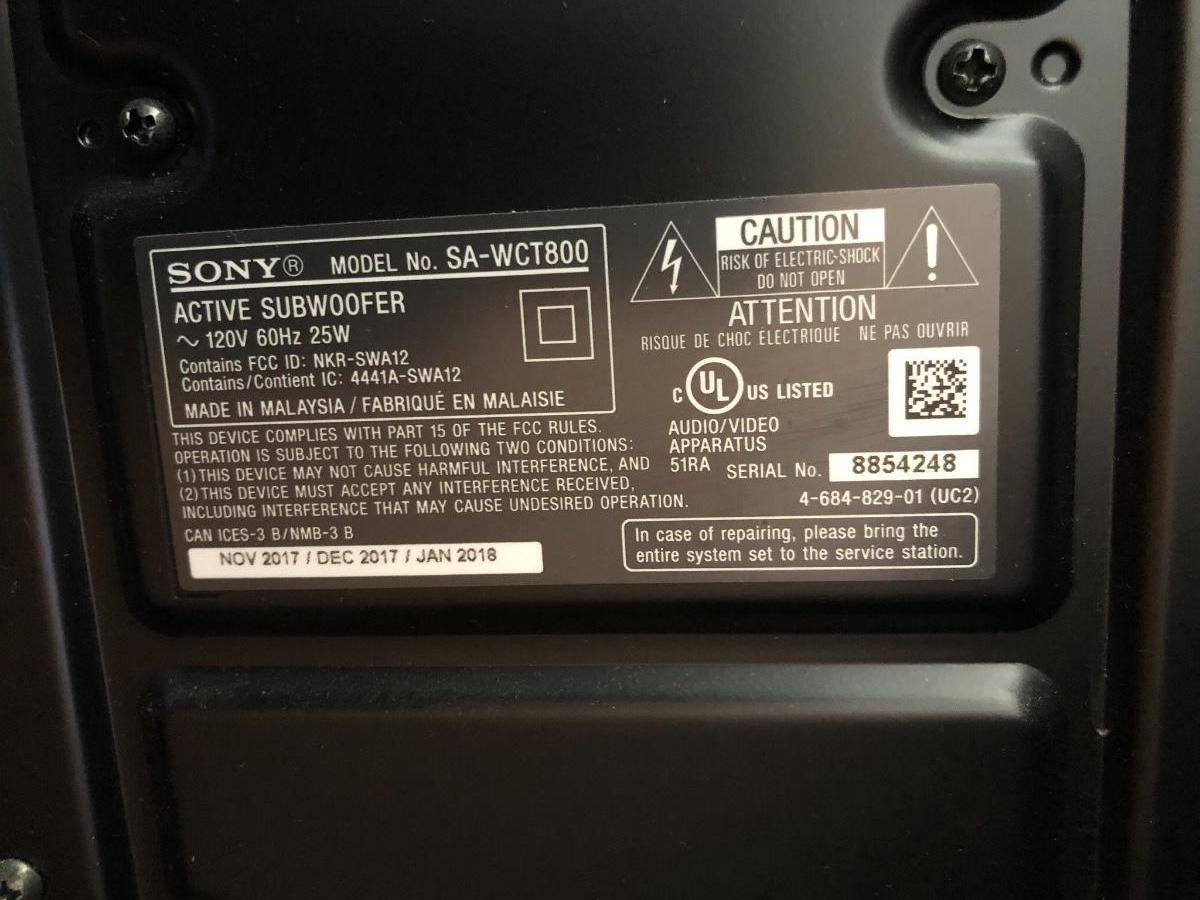 SONY® MODEL No. SA-WCT800
ACTIVE SUBWOOFER
~ 120V 60Hz 25W
Contains FCC ID: NKR-SWA12
Contains/Contient IC: 4441A-SWA12
MADE IN MALAYSIA / FABRIQUÉ EN MALAISIE
THIS DEVICE COMPLIES WITH PART 15 OF THE FCC RULES.
OPERATION IS SUBJECT TO THE FOLLOWING TWO CONDITIONS:
(1) THIS DEVICE MAY NOT CAUSE HARMFUL INTERFERENCE, AND
(2) THIS DEVICE MUST ACCEPT ANY INTERFERENCE RECEIVED,
INCLUDING INTERFERENCE THAT MAY CAUSE UNDESIRED OPERATION.
CAN ICES-3 B/NMB-3 B
NOV 2017 / DEC 2017 / JAN 2018
CAUTION
RISK OF ELECTRIC-SHOCK
DO NOT OPEN
ATTENTION
RISQUE DE CHOC ÉLECTRIQUE NE PAS OUVRIR
C UL US LISTED
AUDIO/VIDEO
APPARATUS
51RA SERIAL No. 8854248
4-684-829-01 (UC2)
In case of repairing, please bring the
entire system set to the service station.